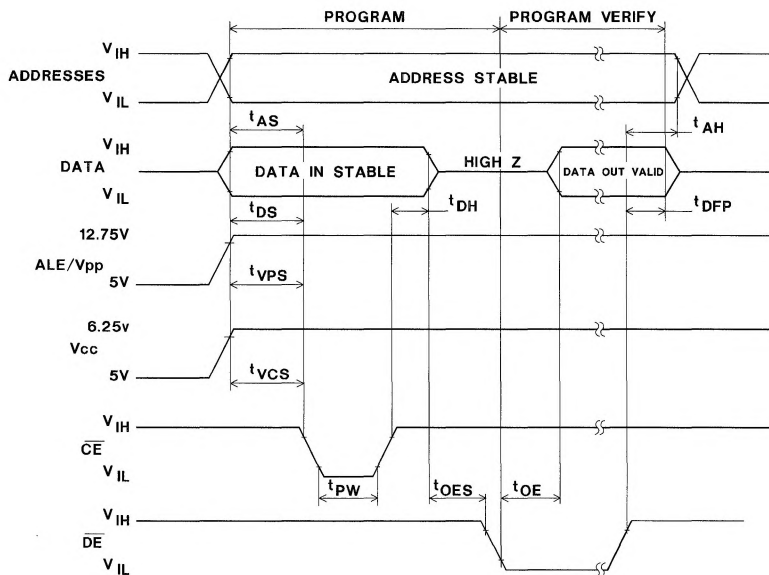 PROGRAM
PROGRAM VERIFY
V IH
ADDRESSES
ADDRESS STABLE
V IL
t AS
t AH
V IH
DATA
DATA IN STABLE
HIGH Z
DATA OUT VALID
V IL
t DS
t DH
t DFP
12.75V
ALE/Vpp
5V
t VPS
6.25v
Vcc
5V
t VCS
V IH
CE
V IL
t PW
t OES
t OE
V IH
DE
V IL